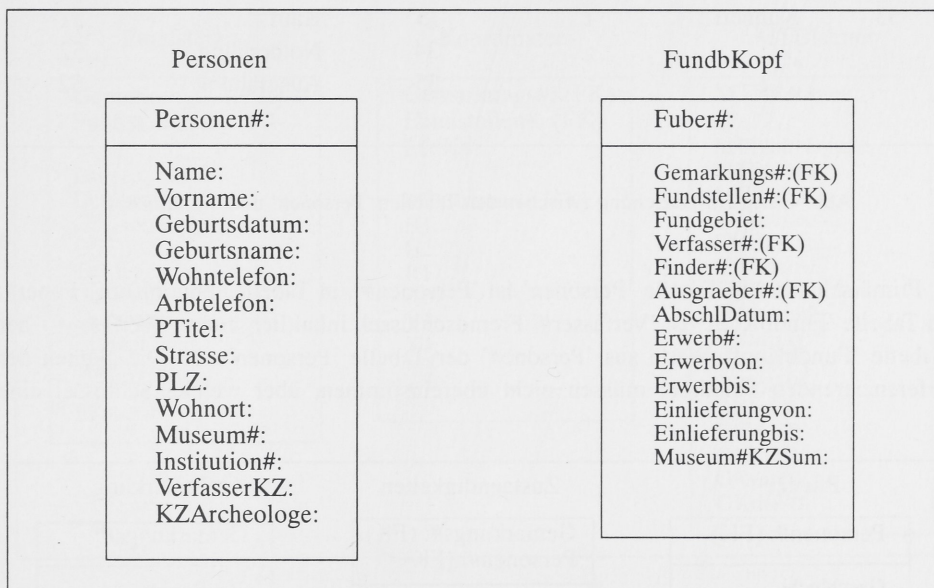 Personen
Personen#:
Name:
Vorname:
Geburtsdatum:
Geburtsname:
Wohntelefon:
Arbtelefon:
PTitel:
Strasse:
PLZ:
Wohnort:
Museum#:
Institution#:
VerfasserKZ:
KZArcheologe:
FundbKopf
Fuber#:
Gemarkungs#:(FK)
Fundstellen#:(FK)
Fundgebiet:
Verfasser#:(FK)
Finder#:(FK)
Ausgraeber#:(FK)
AbschlDatum:
Erwerb#:
Erwerbvon:
Erwerbbis:
Einlieferungvon:
Einlieferungbis:
Museum#KZSum: